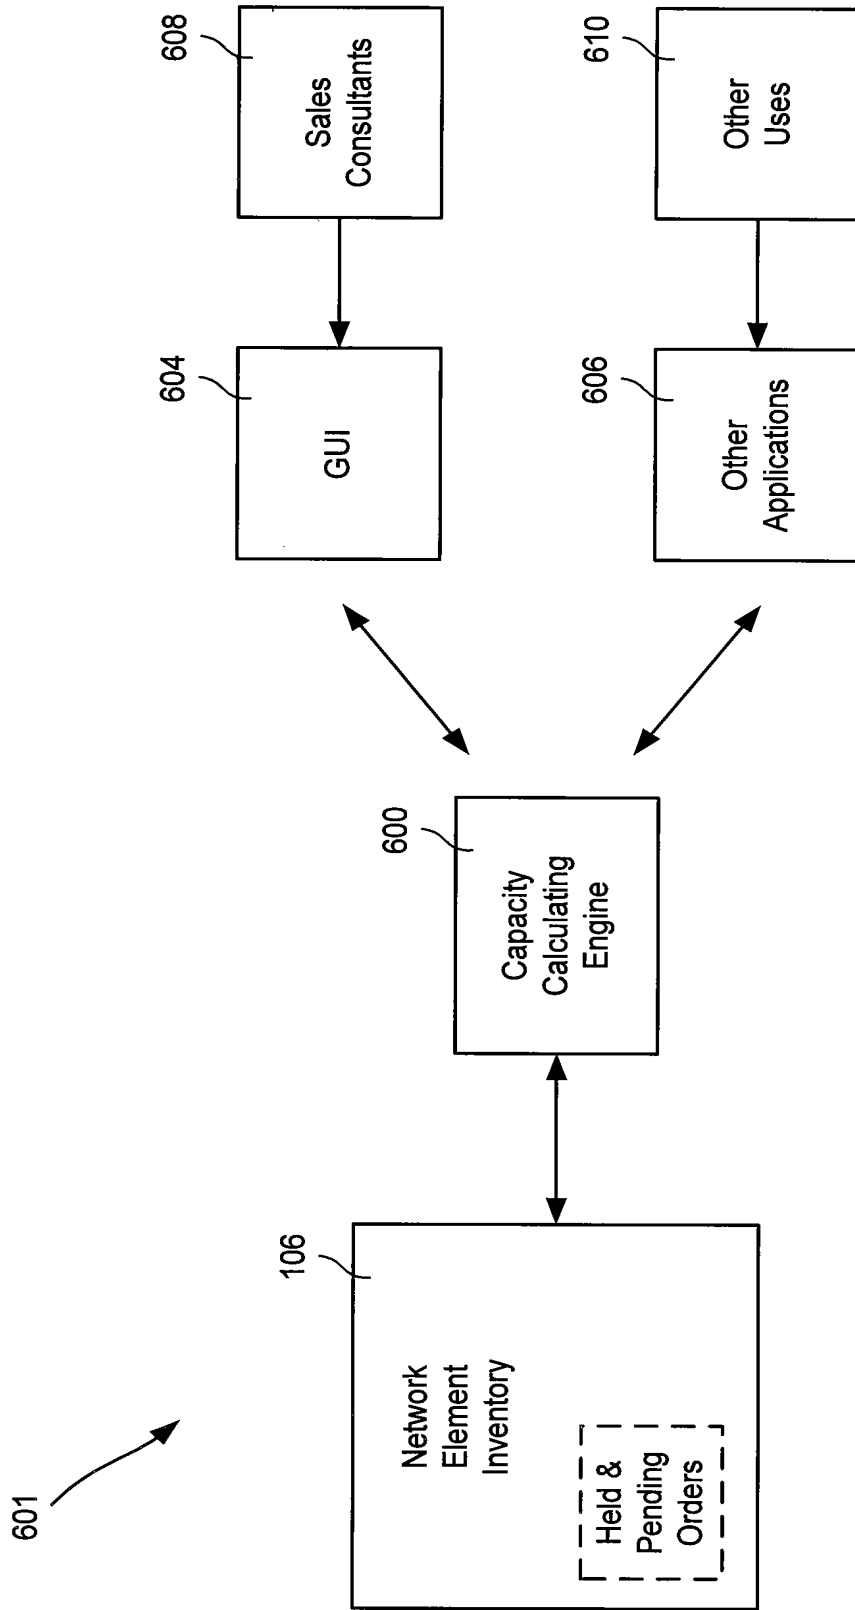 601
106
Network
Element
Inventory
Held &
Pending
Orders
600
Capacity
Calculating
Engine
604
GUI
608
Sales
Consultants
606
Other
Applications
610
Other
Uses